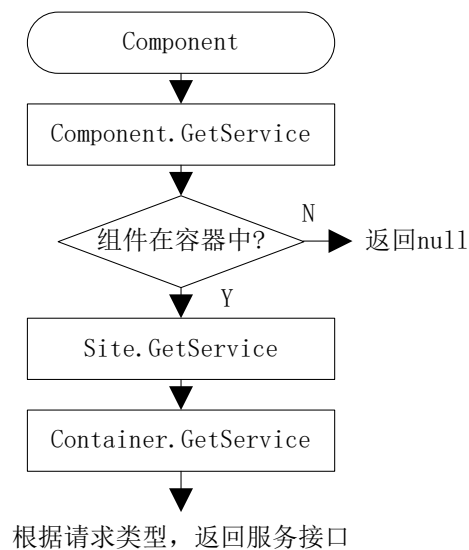 Component
Component.GetService
组件在容器中?
N
返回null
Y
Site.GetService
Container.GetService
根据请求类型，返回服务接口